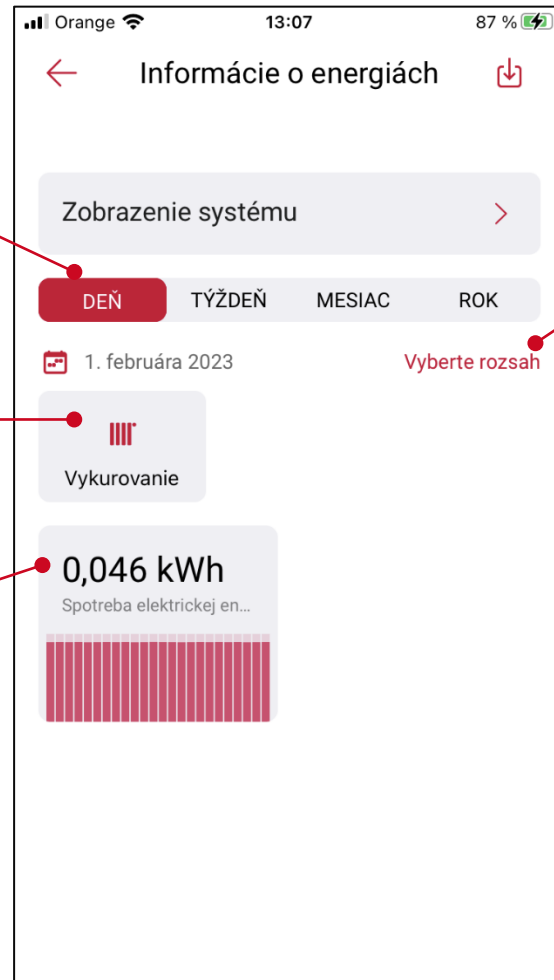 Orange 13:07 87 %
Informácie o energiách
Zobrazenie systému
DEŇ TÝŽDEŇ MESIAC ROK
1. februára 2023 Vyberte rozsah
Vykurovanie
0,046 kWh
Spotreba elektrickej en...